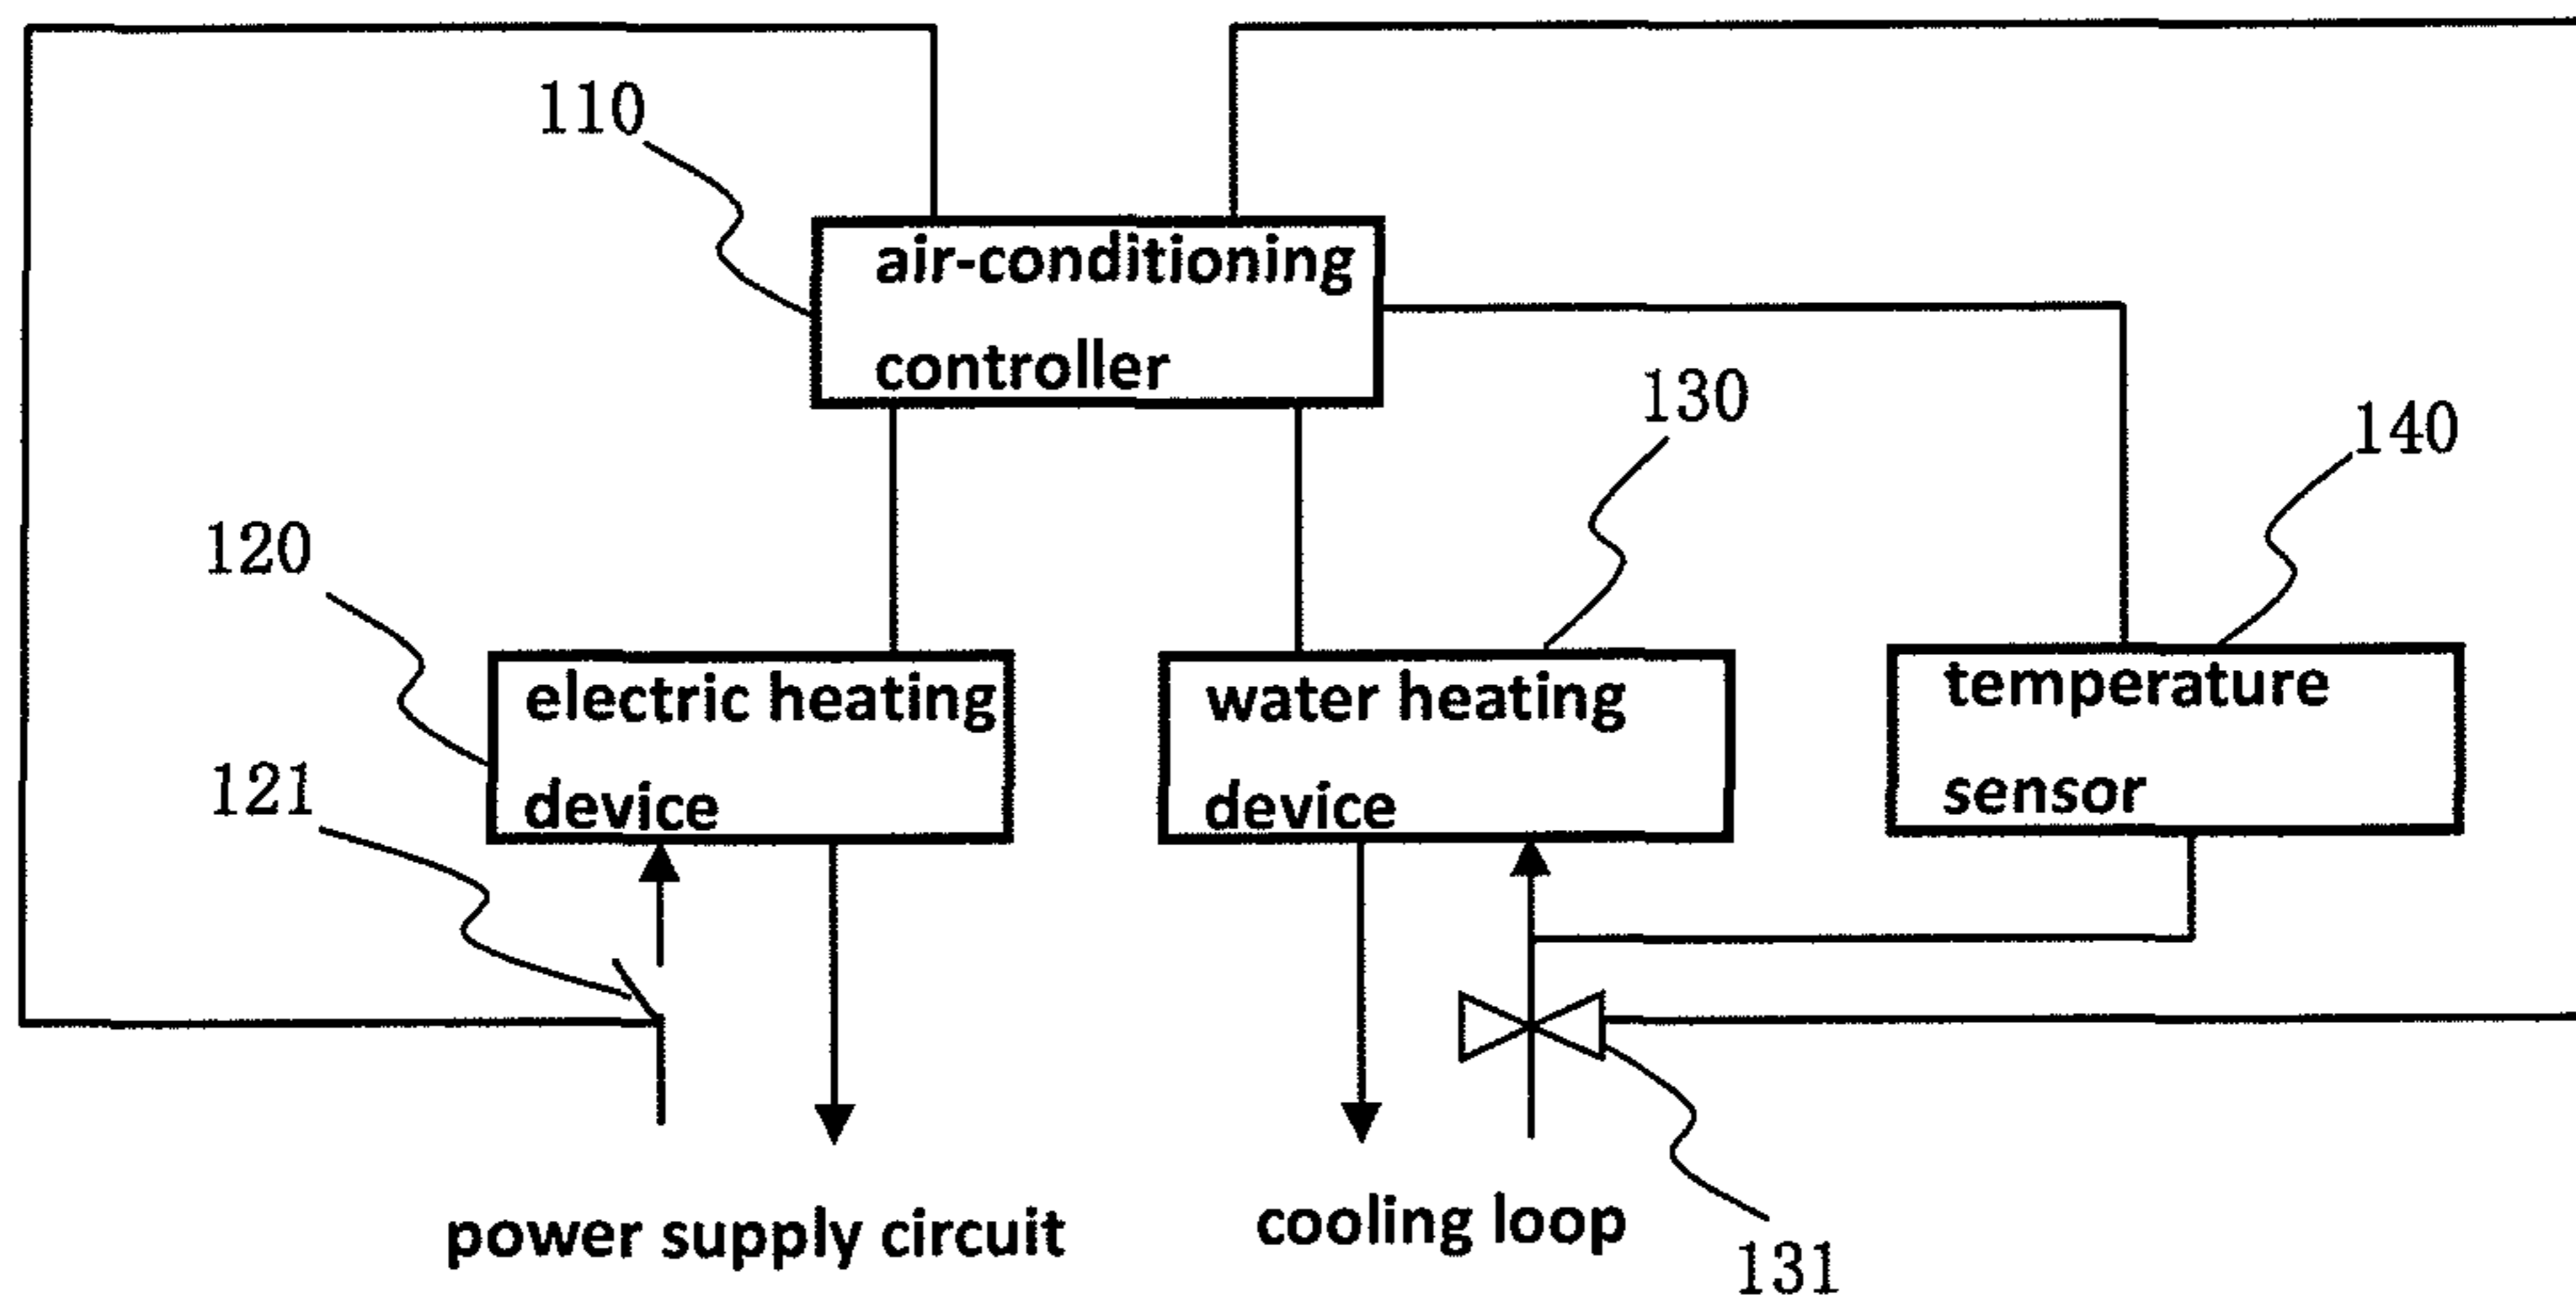 110
air-conditioning
controller
130
140
120
electric heating
device
water heating
device
temperature
sensor
121
power supply circuit
cooling loop
131